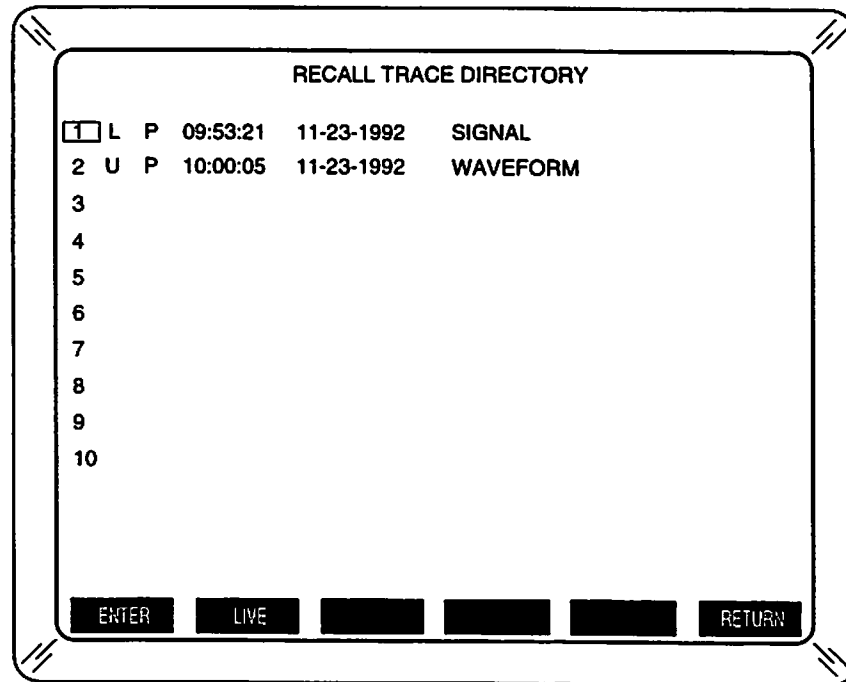 RECALL TRACE DIRECTORY
1 L P 09:53:21 11-23-1992 SIGNAL
2 U P 10:00:05 11-23-1992 WAVEFORM
3
4
5
6
7
8
9
10
ENTER LIVE RETURN